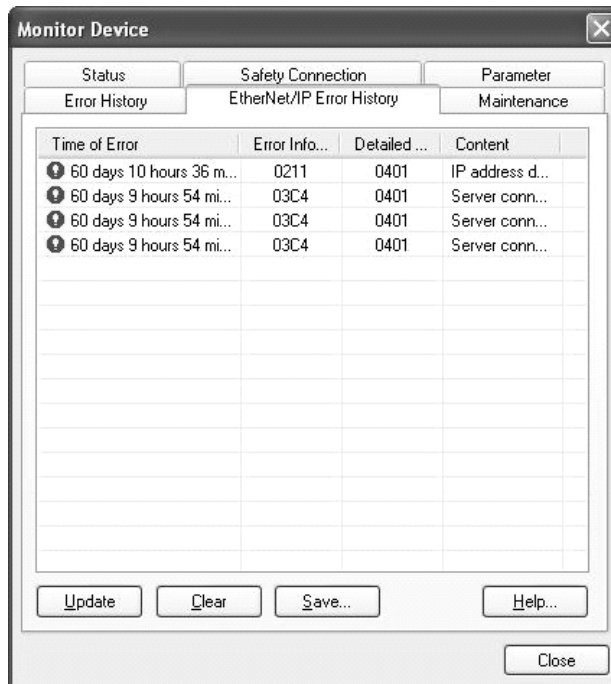 Monitor Device
Status Safety Connection Parameter
Error History EtherNet/IP Error History Maintenance
Time of Error Error Info... Detailed ... Content
60 days 10 hours 36 m... 0211 0401 IP address d...
60 days 9 hours 54 mi... 03C4 0401 Server conn...
60 days 9 hours 54 mi... 03C4 0401 Server conn...
60 days 9 hours 54 mi... 03C4 0401 Server conn...
Update Clear Save... Help...
Close